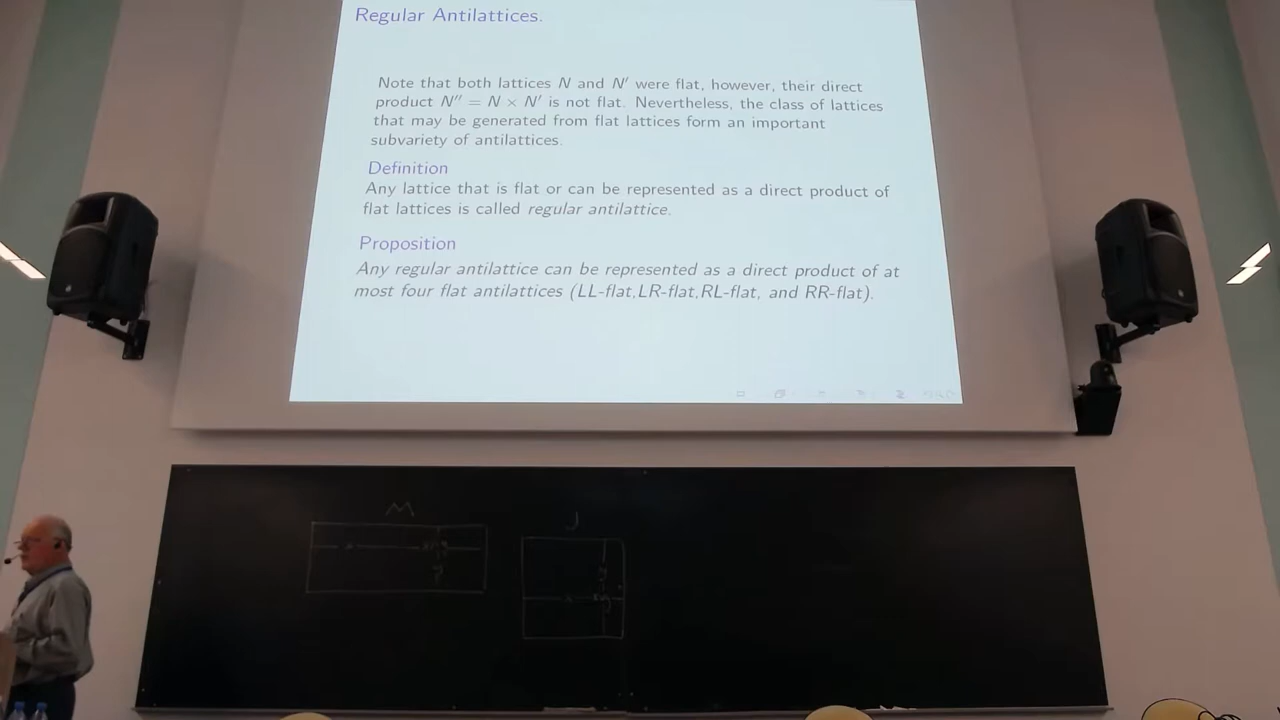 Regular Antilattices.
Note that both lattices N and N′ were flat, however, their direct
product N″ = N × N′ is not flat. Nevertheless, the class of lattices
that may be generated from flat lattices form an important
subvariety of antilattices.
Definition
Any lattice that is flat or can be represented as a direct product of
flat lattices is called regular antilattice.
Proposition
Any regular antilattice can be represented as a direct product of at
most four flat antilattices (LL-flat,LR-flat,RL-flat, and RR-flat).
M
J